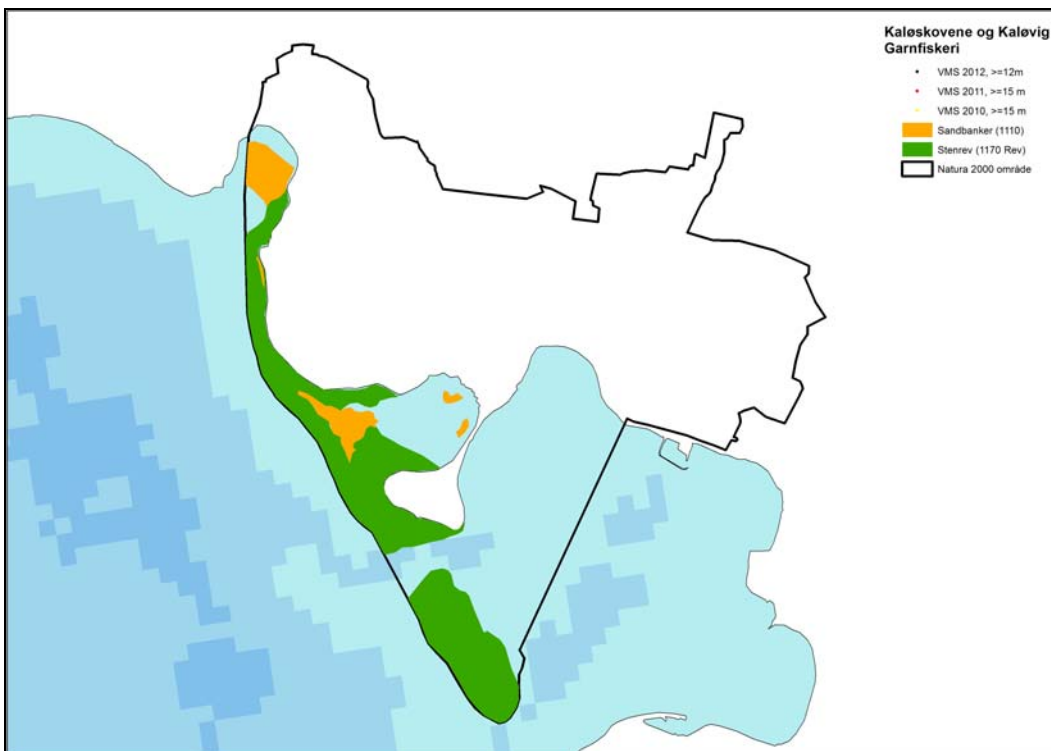 Kaløskovene og Kaløvig
Garnfiskeri
VMS 2012, >=12m
VMS 2011, >=15 m
VMS 2010, >=15 m
Sandbanker (1110)
Stenrev (1170 Rev)
Natura 2000 område